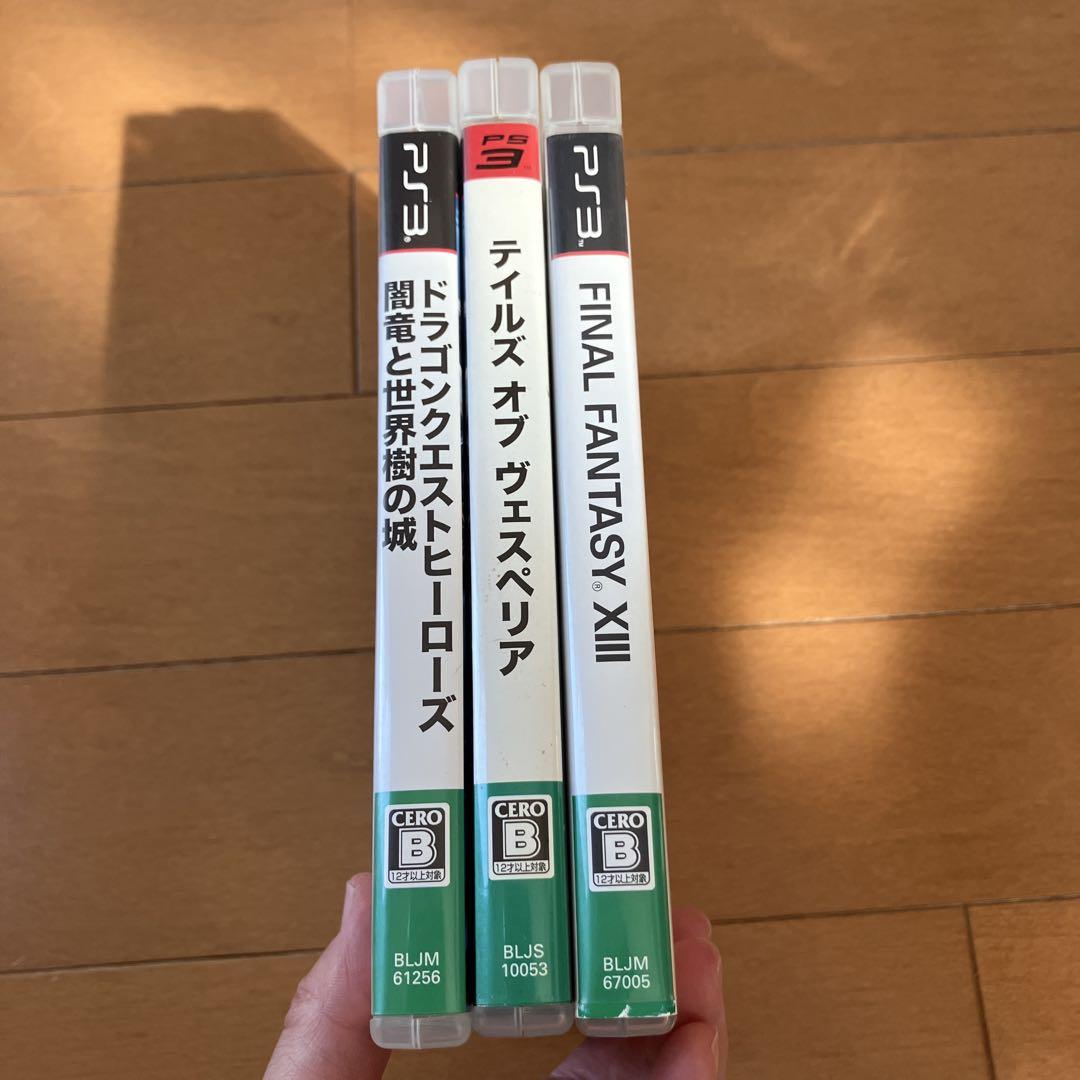 PS3®
ドラゴンクエストヒーローズ
闇竜と世界樹の城
CERO
B
12才以上対象
BLJM
61256
PS3™
テイルズ オブ ヴェスペリア
CERO
B
12才以上対象
BLJS
10053
PS3™
FINAL FANTASY® XIII
CERO
B
12才以上対象
BLJM
67005